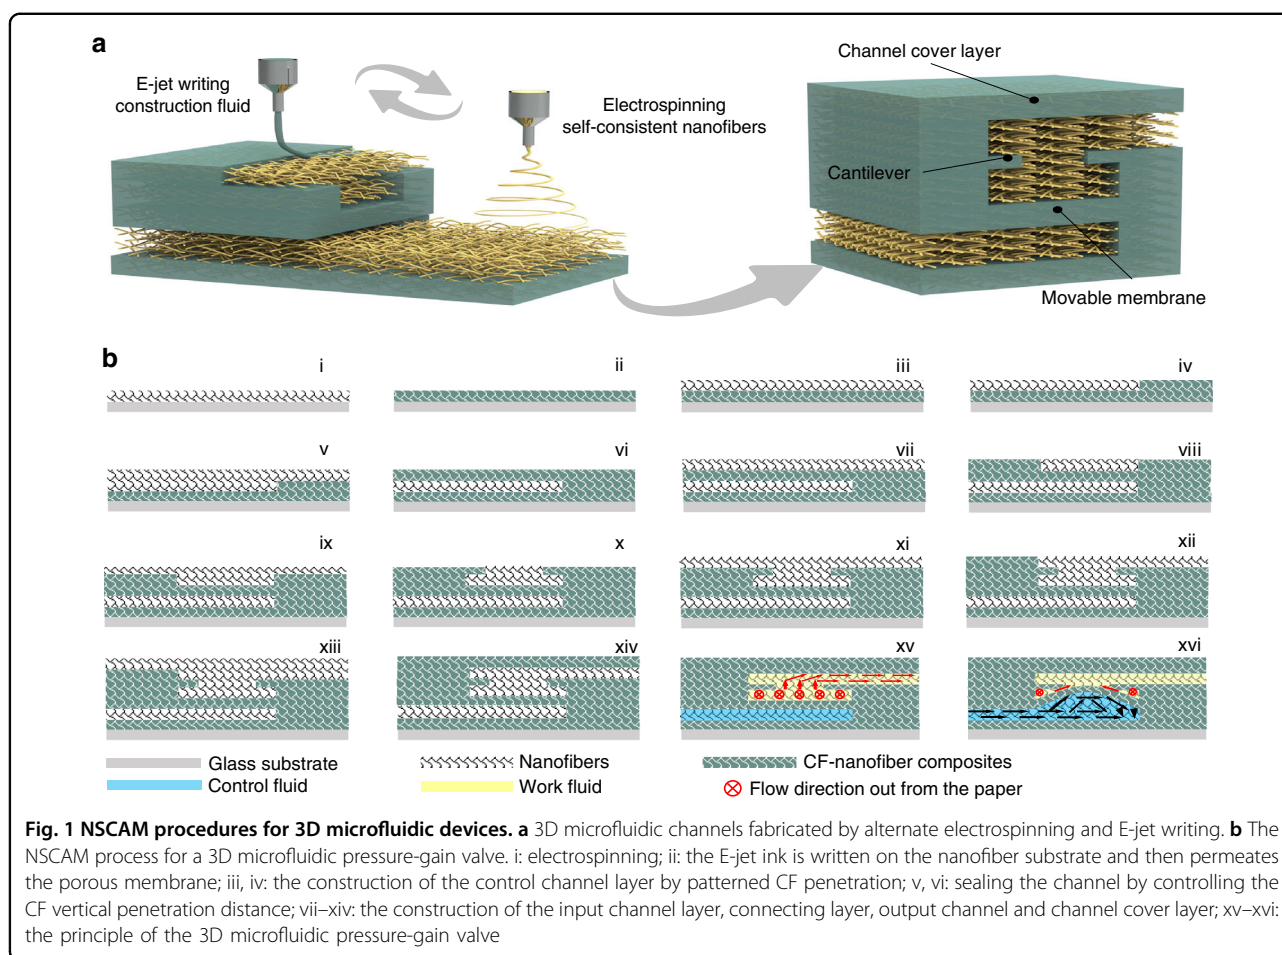 a
E-jet writing
construction fluid
Electrospinning
self-consistent nanofibers
Channel cover layer
Cantilever
Movable membrane
b
i
ii
iii
iv
v
vi
vii
viii
ix
x
xi
xii
xiii
xiv
xv
xvi
Glass substrate
Nanofibers
CF-nanofiber composites
Control fluid
Work fluid
Flow direction out from the paper
Fig. 1 NSCAM procedures for 3D microfluidic devices. a 3D microfluidic channels fabricated by alternate electrospinning and E-jet writing. b The
NSCAM process for a 3D microfluidic pressure-gain valve. i: electrospinning; ii: the E-jet ink is written on the nanofiber substrate and then permeates
the porous membrane; iii, iv: the construction of the control channel layer by patterned CF penetration; v, vi: sealing the channel by controlling the
CF vertical penetration distance; vii–xiv: the construction of the input channel layer, connecting layer, output channel and channel cover layer; xv–xvi:
the principle of the 3D microfluidic pressure-gain valve